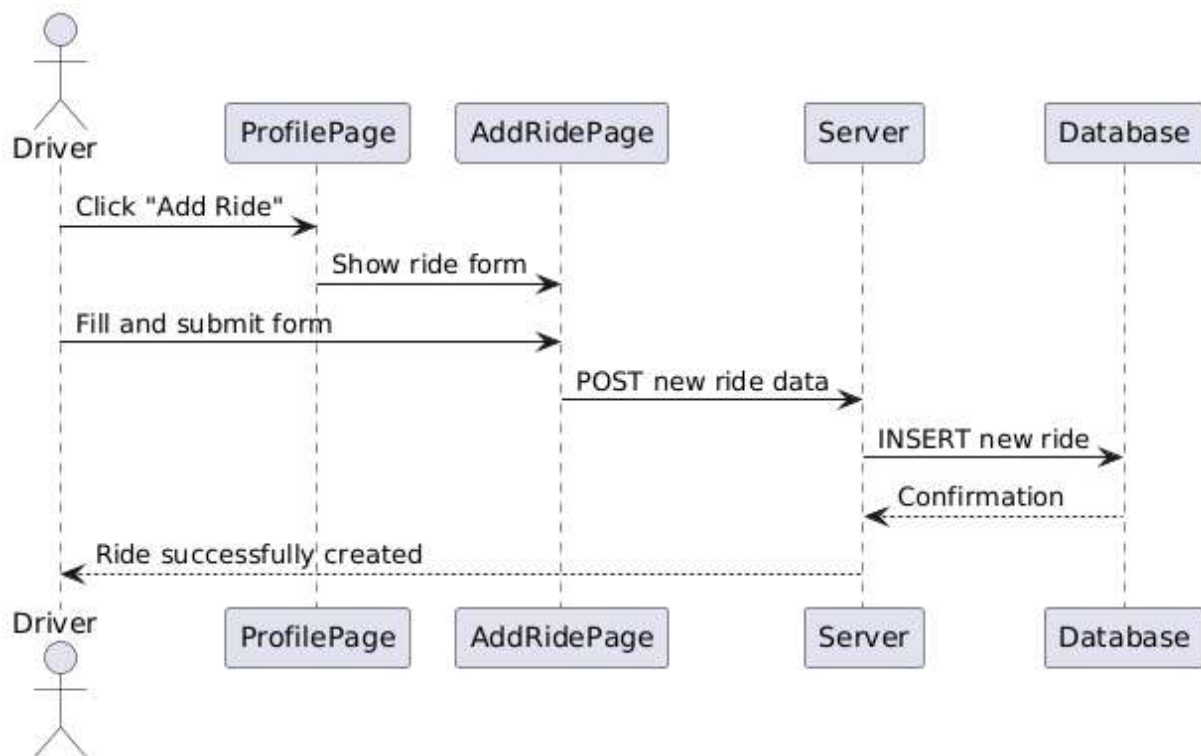 Driver
ProfilePage
AddRidePage
Server
Database
Click "Add Ride"
Show ride form
Fill and submit form
POST new ride data
INSERT new ride
Confirmation
Ride successfully created
Driver
ProfilePage
AddRidePage
Server
Database